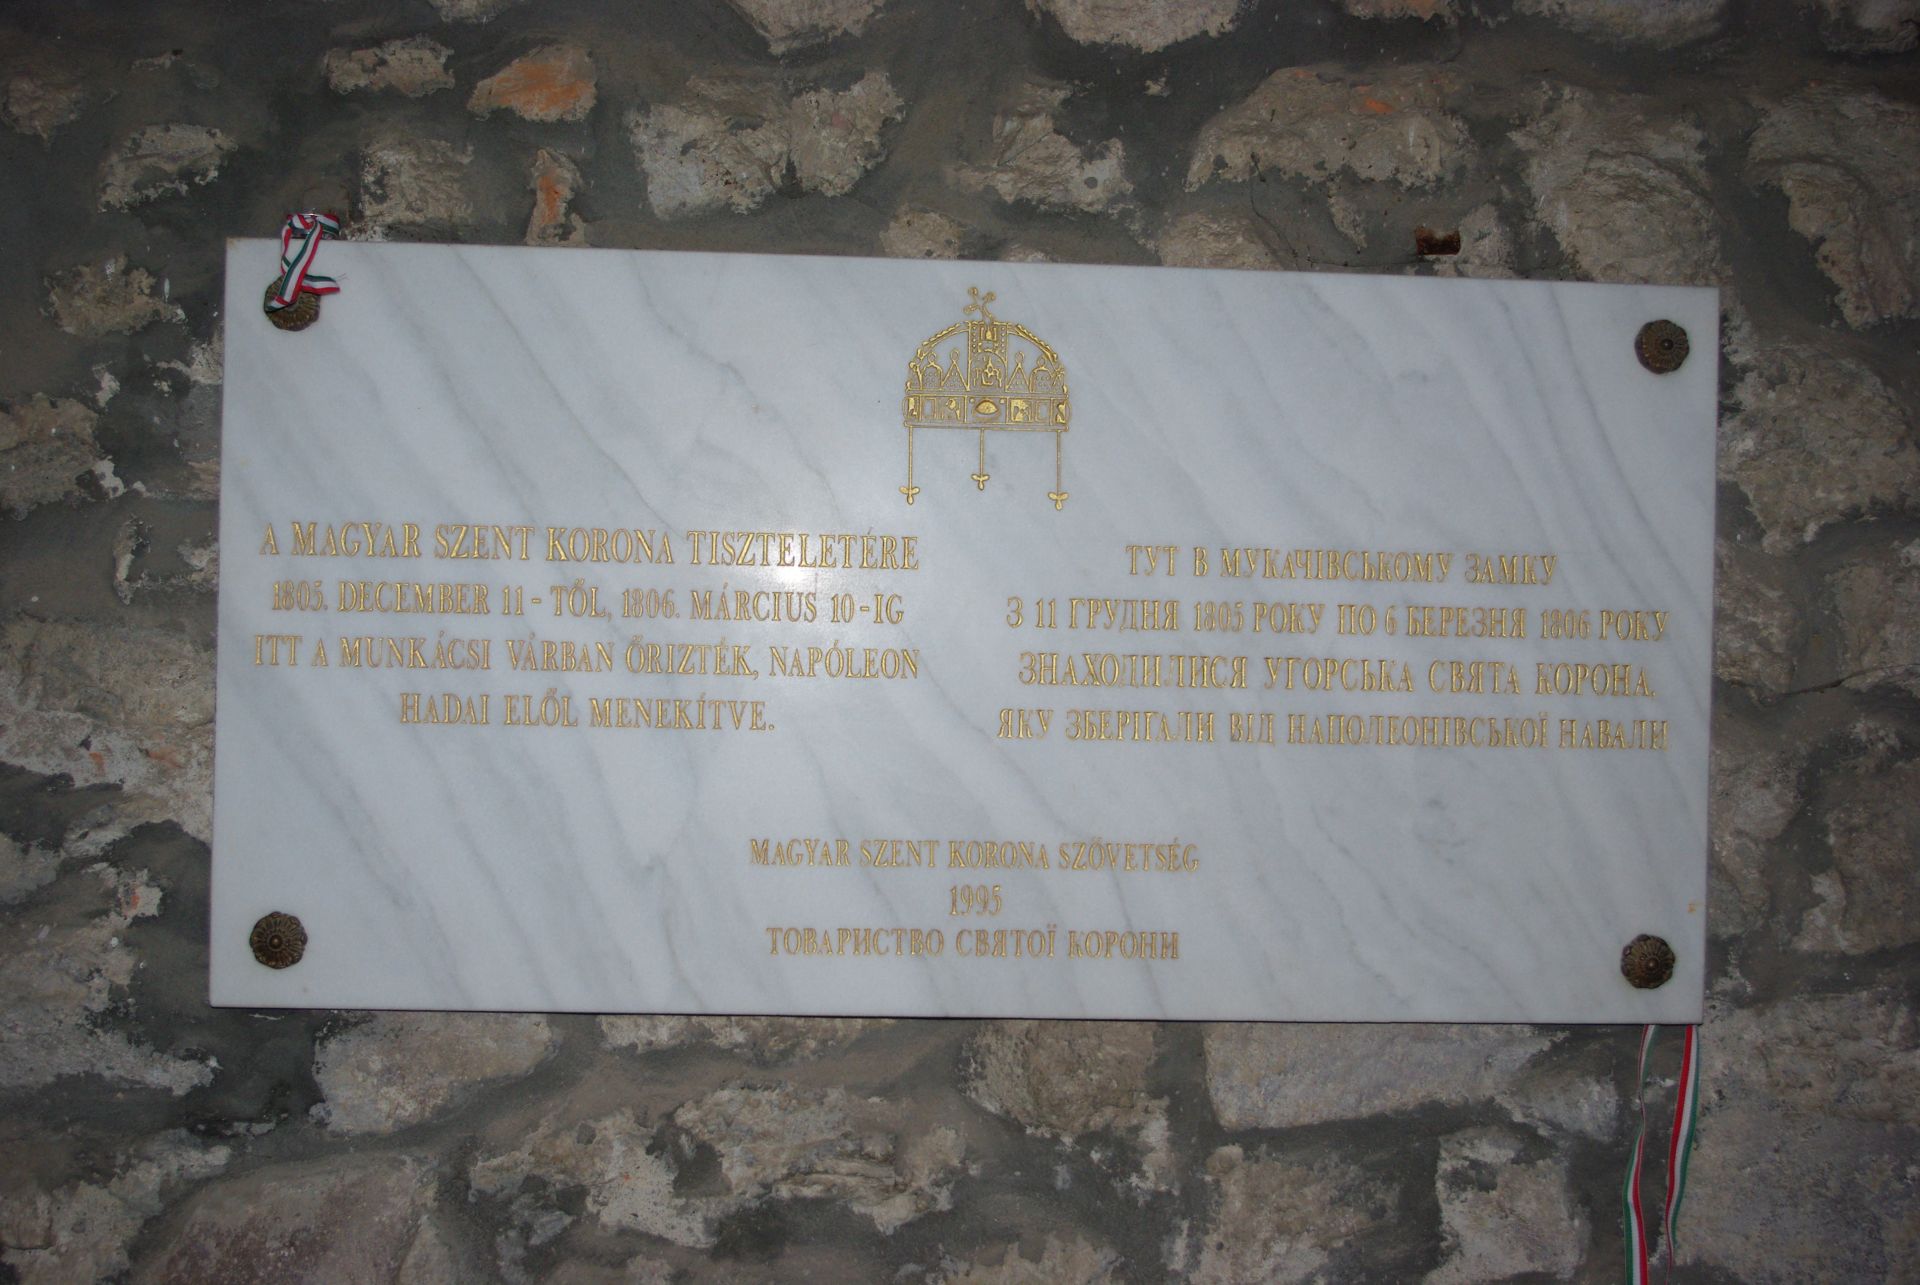 A MAGYAR SZENT KORONA TISZTELETÉRE
1805. DECEMBER 11 - TŐL, 1806. MÁRCIUS 10 - IG
ITT A MUNKÁCSI VÁRBAN ŐRIZTÉK, NAPÓLEON
HADAI ELŐL MENEKÍTVE.
ТУТ В МУКАЧІВСЬКОМУ ЗАМКУ
З 11 ГРУДНЯ 1805 РОКУ ПО 6 БЕРЕЗНЯ 1806 РОКУ
ЗНАХОДИЛИСЯ УГОРСЬКА СВЯТА КОРОНА.
ЯКУ ЗБЕРІГАЛИ ВІД НАПОЛЕОНІВСЬКОЇ НАВАЛИ
MAGYAR SZENT KORONA SZÖVETSÉG
1995
ТОВАРИСТВО СВЯТОЇ КОРОНИ